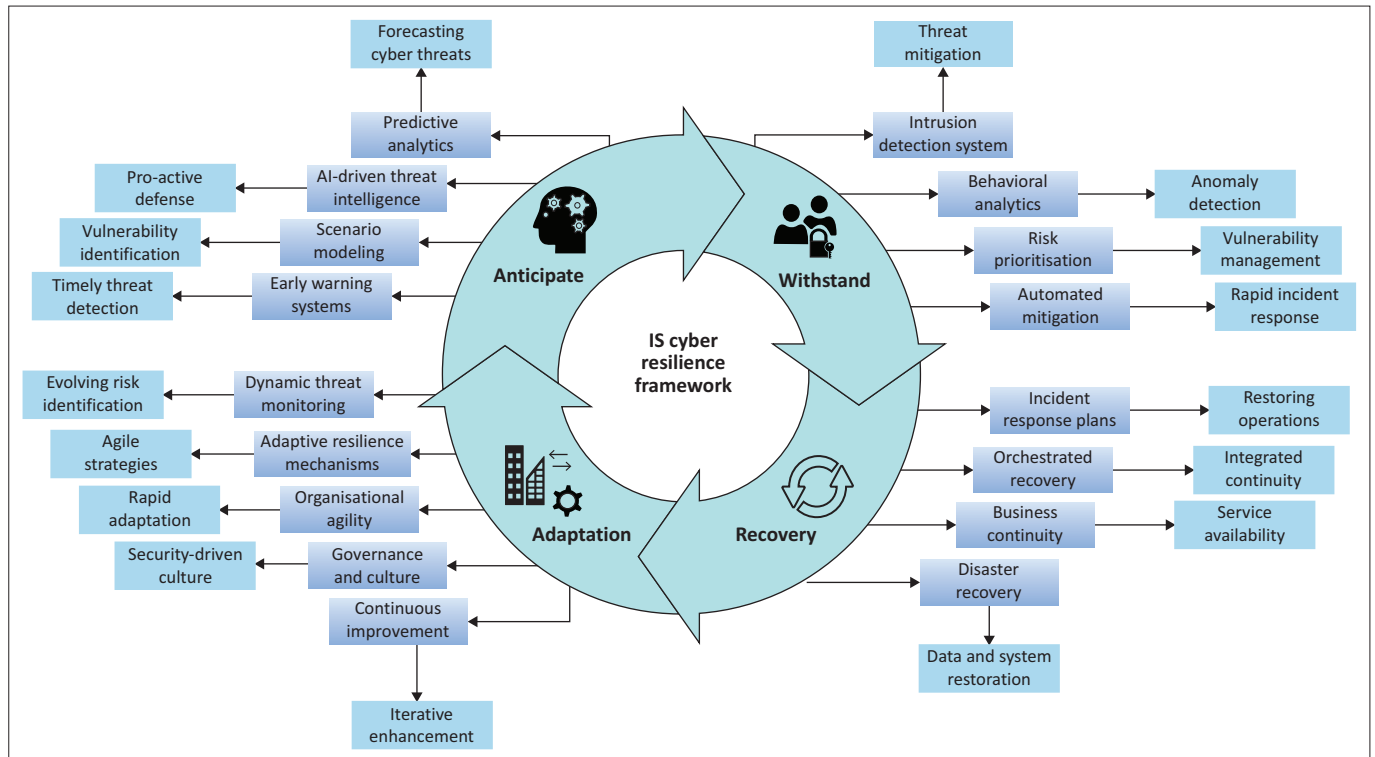 Forecasting
cyber threats
Predictive
analytics
AI-driven threat
intelligence
Pro-active
defense
Scenario
modeling
Vulnerability
identification
Early warning
systems
Timely threat
detection
Anticipate
Threat
mitigation
Intrusion
detection system
Behavioral
analytics
Anomaly
detection
Risk
prioritisation
Vulnerability
management
Automated
mitigation
Rapid incident
response
Withstand
IS cyber
resilience
framework
Incident
response plans
Restoring
operations
Orchestrated
recovery
Integrated
continuity
Business
continuity
Service
availability
Disaster
recovery
Data and system
restoration
Recovery
Dynamic threat
monitoring
Evolving risk
identification
Adaptive resilience
mechanisms
Agile
strategies
Organisational
agility
Rapid
adaptation
Governance
and culture
Security-driven
culture
Continuous
improvement
Iterative
enhancement
Adaptation